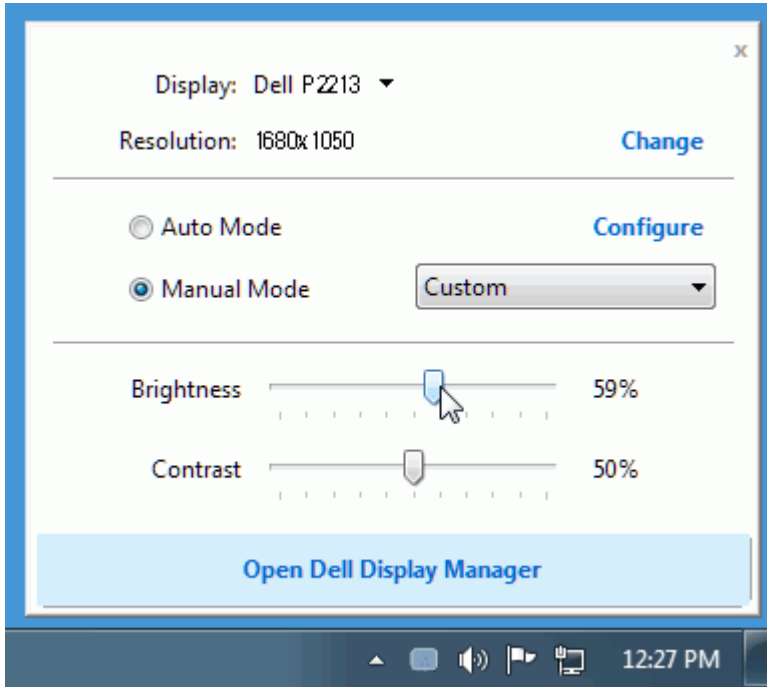 x
Display: Dell P2213
Resolution: 1680x1050 Change
Auto Mode Configure
Manual Mode Custom
Brightness 59%
Contrast 50%
Open Dell Display Manager
12:27 PM